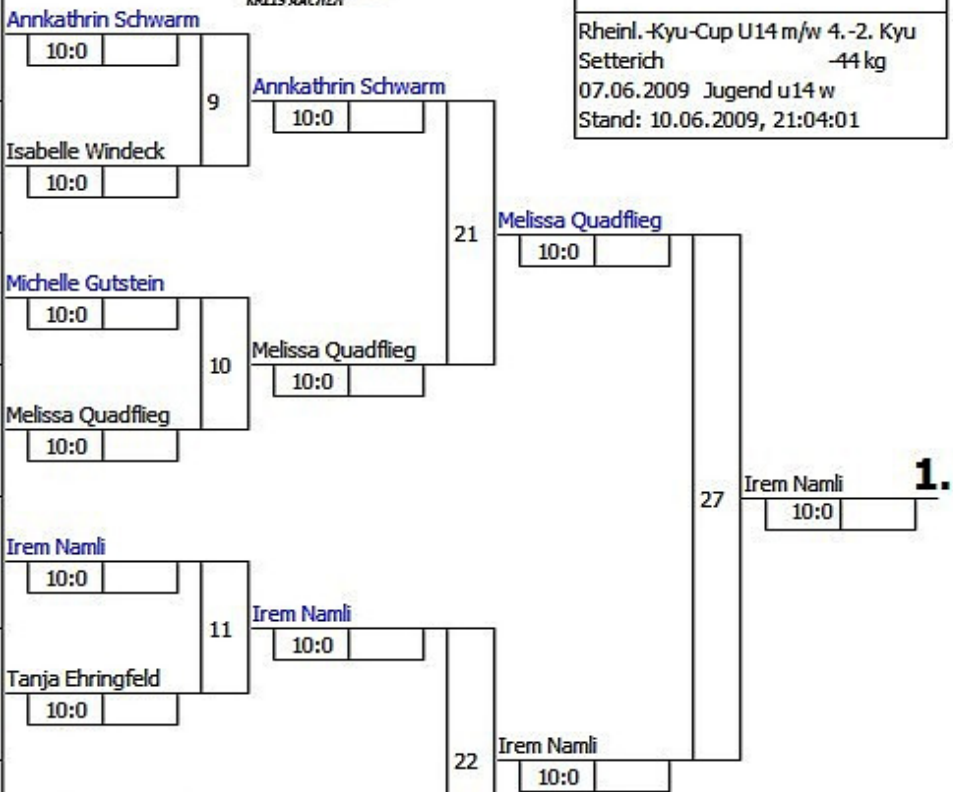 KREIS AACHEN
Rheinl.-Kyu-Cup U14 m/w 4.-2. Kyu
Setterich -44 kg
07.06.2009 Jugend u14 w
Stand: 10.06.2009, 21:04:01
Annkathrin Schwarm
10:0
9
Isabelle Windeck
10:0
Michelle Gutstein
10:0
10
Melissa Quadflieg
10:0
Irem Namli
10:0
11
Tanja Ehringfeld
10:0
Annkathrin Schwarm
10:0
21
Melissa Quadflieg
10:0
Irem Namli
10:0
22
Melissa Quadflieg
10:0
27
Irem Namli
10:0
Irem Namli 1.
10:0